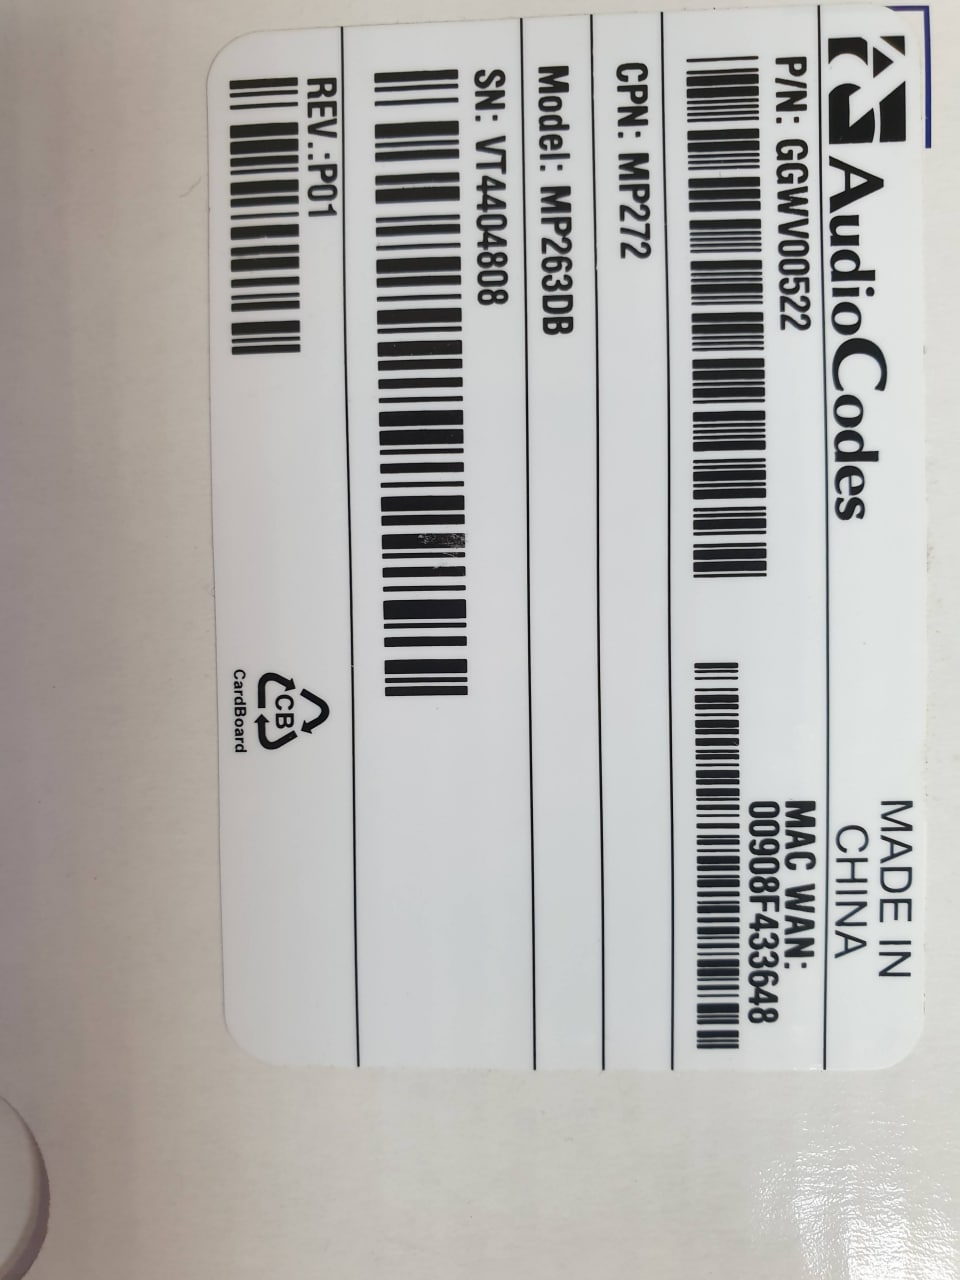 AudioCodes
MADE IN
CHINA
P/N: GGWV00522
MAC WAN:
00908F433648
CPN: MP272
Model: MP263DB
SN: VT4404808
REV.:P01
CB
CardBoard